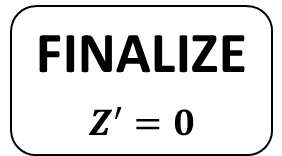 FINALIZE
Z′ = 0